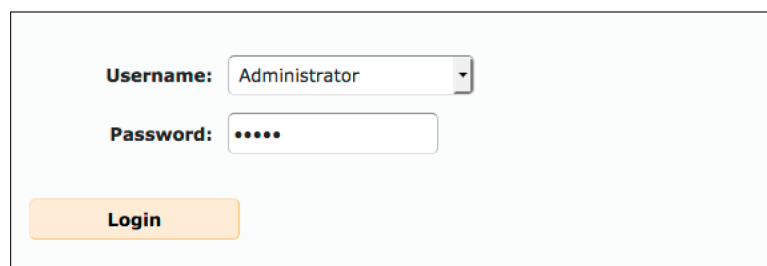 Username: Administrator
Password: •••••
Login